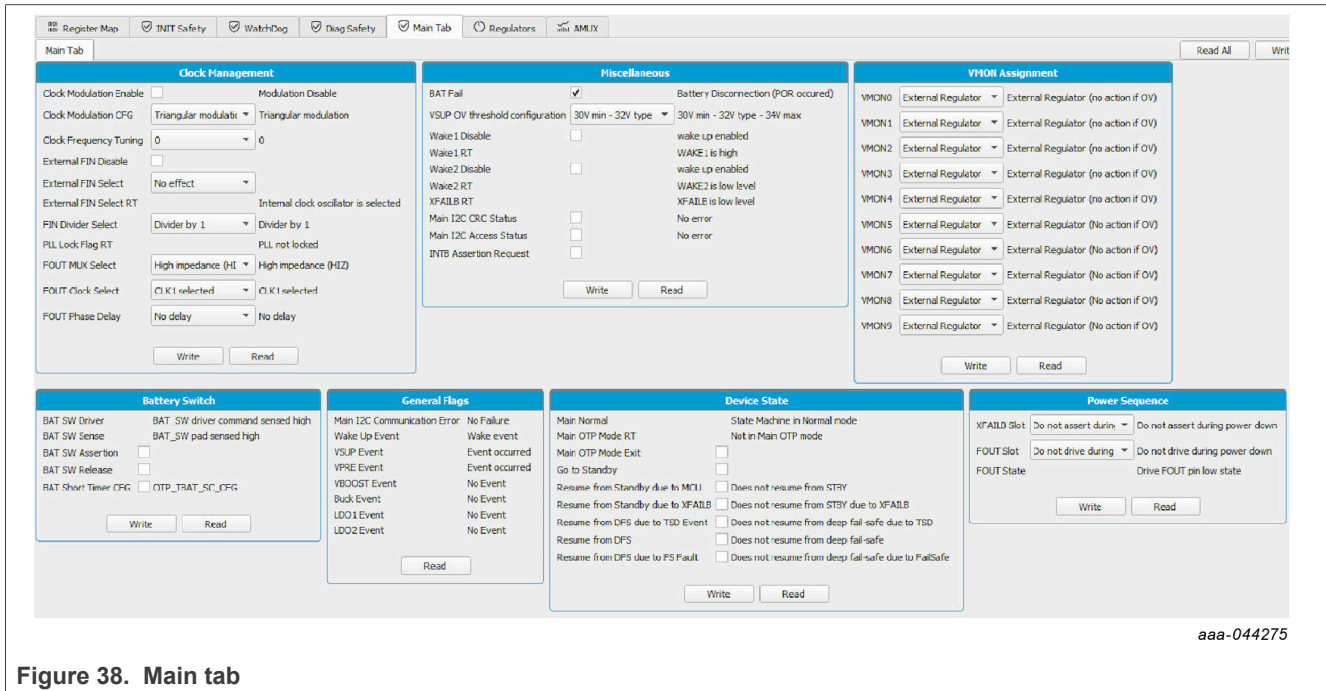 Register Map INIT Safety WatchDog Diag Safety Main Tab Regulators AMUX
Main Tab
Read All Writ
Clock Management
Clock Modulation Enable Modulation Disable
Clock Modulation CFG Triangular modulatic Triangular modulation
Clock Frequency Tuning 0 0
External FIN Disable
External FIN Select No effect
External FIN Select RT Internal clock oscillator is selected
FIN Divider Select Divider by 1 Divider by 1
PLL Lock Flag RT PLL not locked
FOUT MUX Select High impedance (HI High impedance (HIZ)
FOUT Clock Select CLK1 selected CLK1 selected
FOUT Phase Delay No delay No delay
Write Read
Miscellaneous
BAT Fail Battery Disconnection (POR occured)
VSUP OV threshold configuration 30V min - 32V type 30V min - 32V type - 34V max
Wake1 Disable wake up enabled
Wake1 RT WAKE1 is high
Wake2 Disable wake up enabled
Wake2 RT WAKE2 is low level
XFAILB RT XFAILB is low level
Main I2C CRC Status No error
Main I2C Access Status No error
INTB Assertion Request
Write Read
VMON Assignment
VMON0 External Regulator External Regulator (no action if OV)
VMON1 External Regulator External Regulator (no action if OV)
VMON2 External Regulator External Regulator (no action if OV)
VMON3 External Regulator External Regulator (no action if OV)
VMON4 External Regulator External Regulator (no action if OV)
VMON5 External Regulator External Regulator (No action if OV)
VMON6 External Regulator External Regulator (No action if OV)
VMON7 External Regulator External Regulator (No action if OV)
VMON8 External Regulator External Regulator (No action if OV)
VMON9 External Regulator External Regulator (No action if OV)
Write Read
Battery Switch
BAT SW Driver BAT_SW driver command sensed high
BAT SW Sense BAT_SW pad sensed high
BAT SW Assertion
BAT SW Release
BAT Short Timer CFG OTP_TBAT_SC_CFG
Write Read
General Flags
Main I2C Communication Error No Failure
Wake Up Event Wake event
VSUP Event Event occurred
VPRE Event Event occurred
VBOOST Event No Event
Buck Event No Event
LDO1 Event No Event
LDO2 Event No Event
Read
Device State
Main Normal State Machine in Normal mode
Main OTP Mode RT Not in Main OTP mode
Main OTP Mode Exit
Go to Standby
Resume from Standby due to MCU Does not resume from STBY
Resume from Standby due to XFAILB Does not resume from STBY due to XFAILB
Resume from DFS due to TSD Event Does not resume from deep fail-safe due to TSD
Resume from DFS Does not resume from deep fail-safe
Resume from DFS due to FS Fault Does not resume from deep fail-safe due to FailSafe
Write Read
Power Sequence
XFAILB Slot Do not assert during Do not assert during power down
FOUT Slot Do not drive during Do not drive during power down
FOUT State Drive FOUT pin low state
Write Read
aaa-044275
Figure 38. Main tab